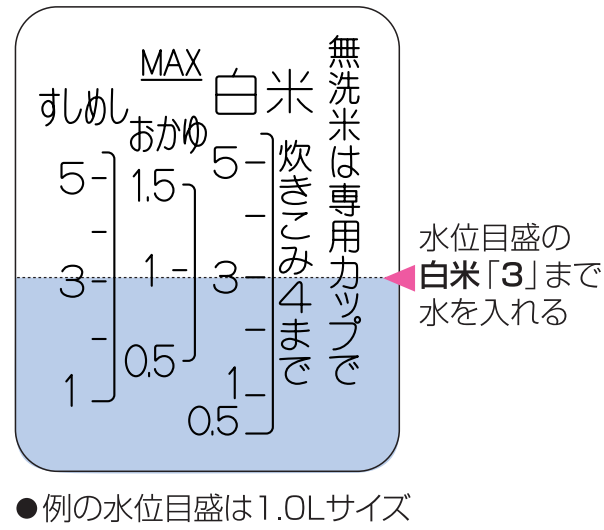 無洗米は専用カップで
MAX
白米
炊きこみ4まで
5
3
1
0.5
おかゆ
1.5
1
0.5
すしめし
5
3
1
水位目盛の
白米「3」まで
水を入れる
●例の水位目盛は1.0Lサイズ